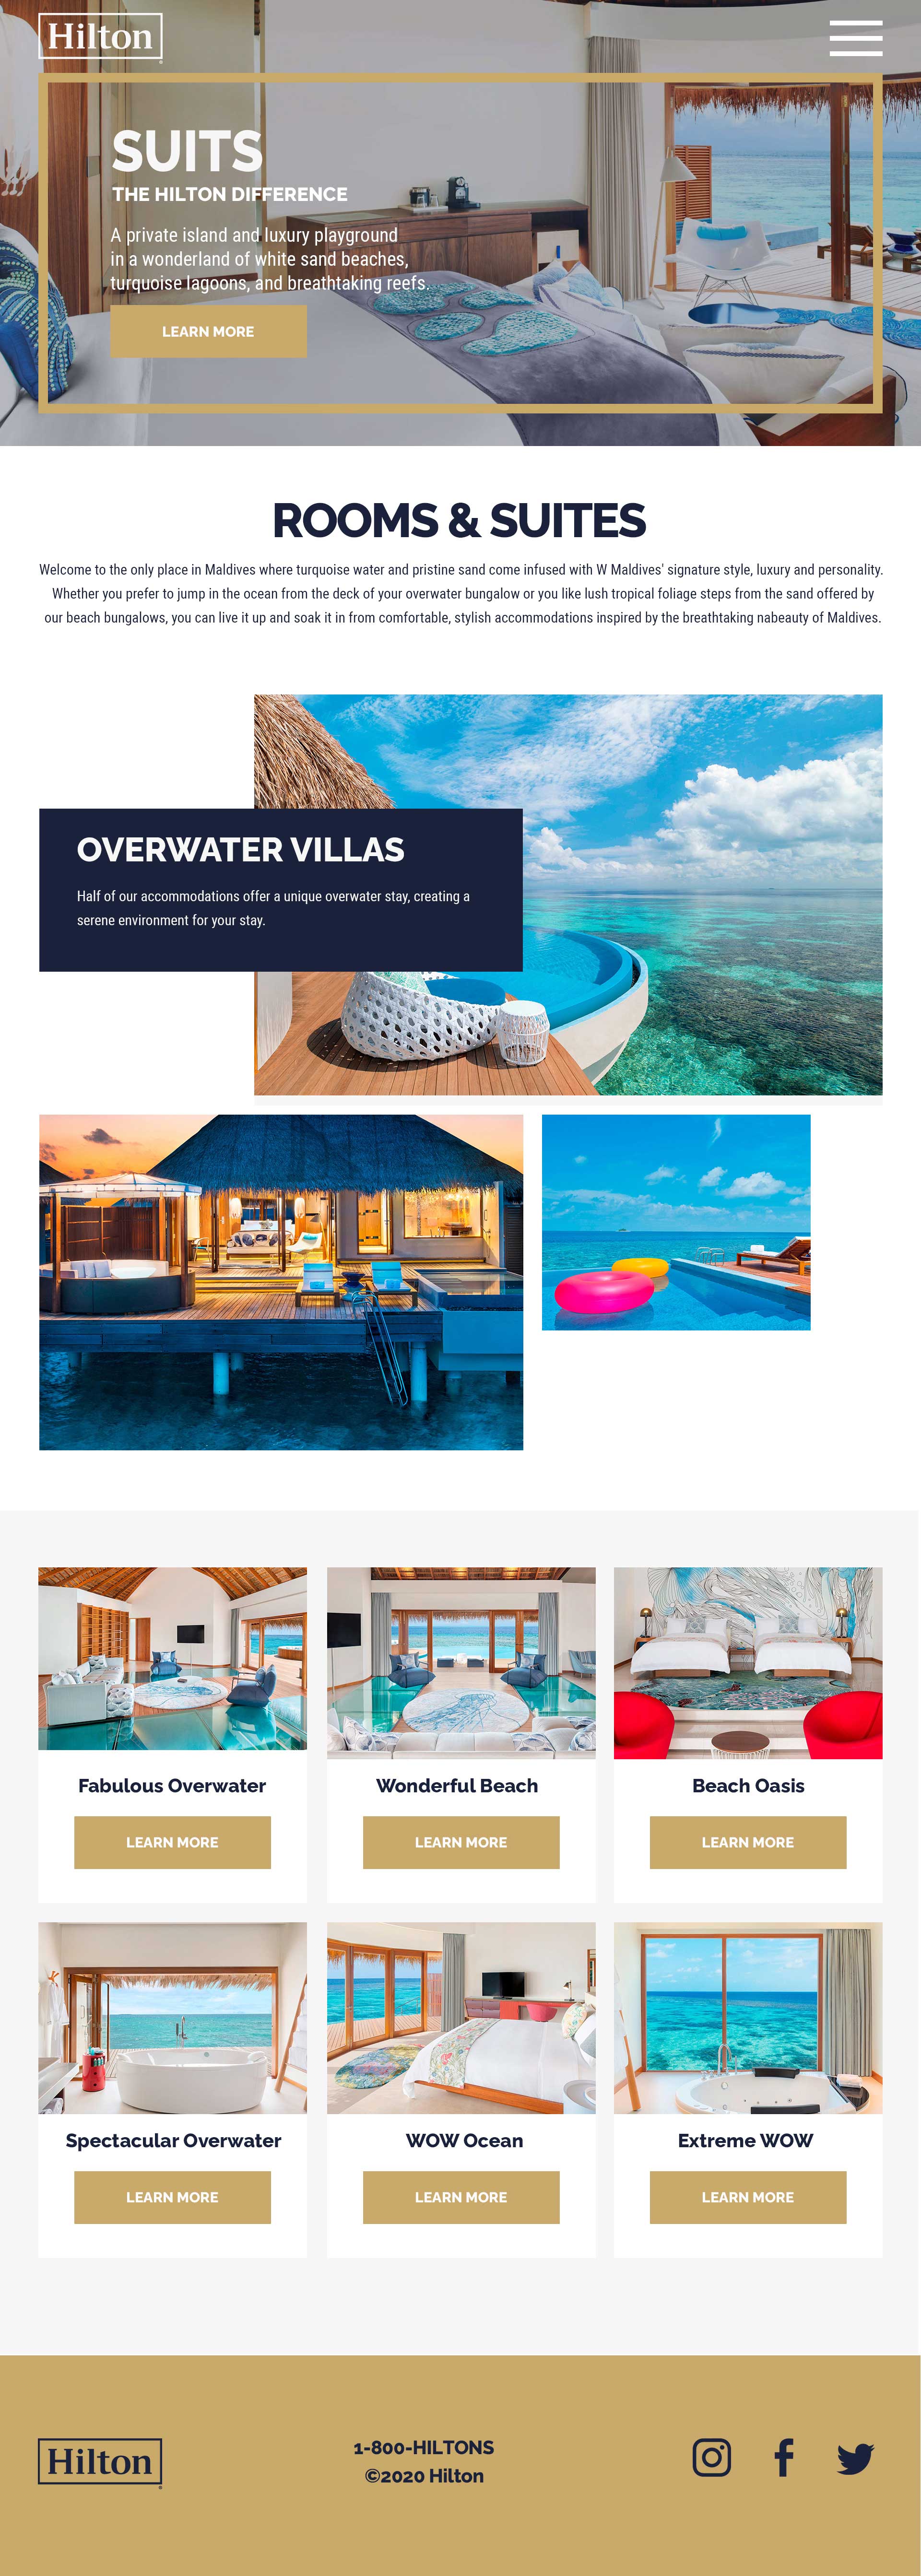 Hilton
SUITS
THE HILTON DIFFERENCE
A private island and luxury playground
in a wonderland of white sand beaches,
turquoise lagoons, and breathtaking reefs.
LEARN MORE
ROOMS & SUITES
Welcome to the only place in Maldives where turquoise water and pristine sand come infused with W Maldives' signature style, luxury and personality.
Whether you prefer to jump in the ocean from the deck of your overwater bungalow or you like lush tropical foliage steps from the sand offered by
our beach bungalows, you can live it up and soak it in from comfortable, stylish accommodations inspired by the breathtaking nabeauty of Maldives.
OVERWATER VILLAS
Half of our accommodations offer a unique overwater stay, creating a
serene environment for your stay.
Fabulous Overwater
LEARN MORE
Wonderful Beach
LEARN MORE
Beach Oasis
LEARN MORE
Spectacular Overwater
LEARN MORE
WOW Ocean
LEARN MORE
Extreme WOW
LEARN MORE
Hilton
1-800-HILTONS
©2020 Hilton